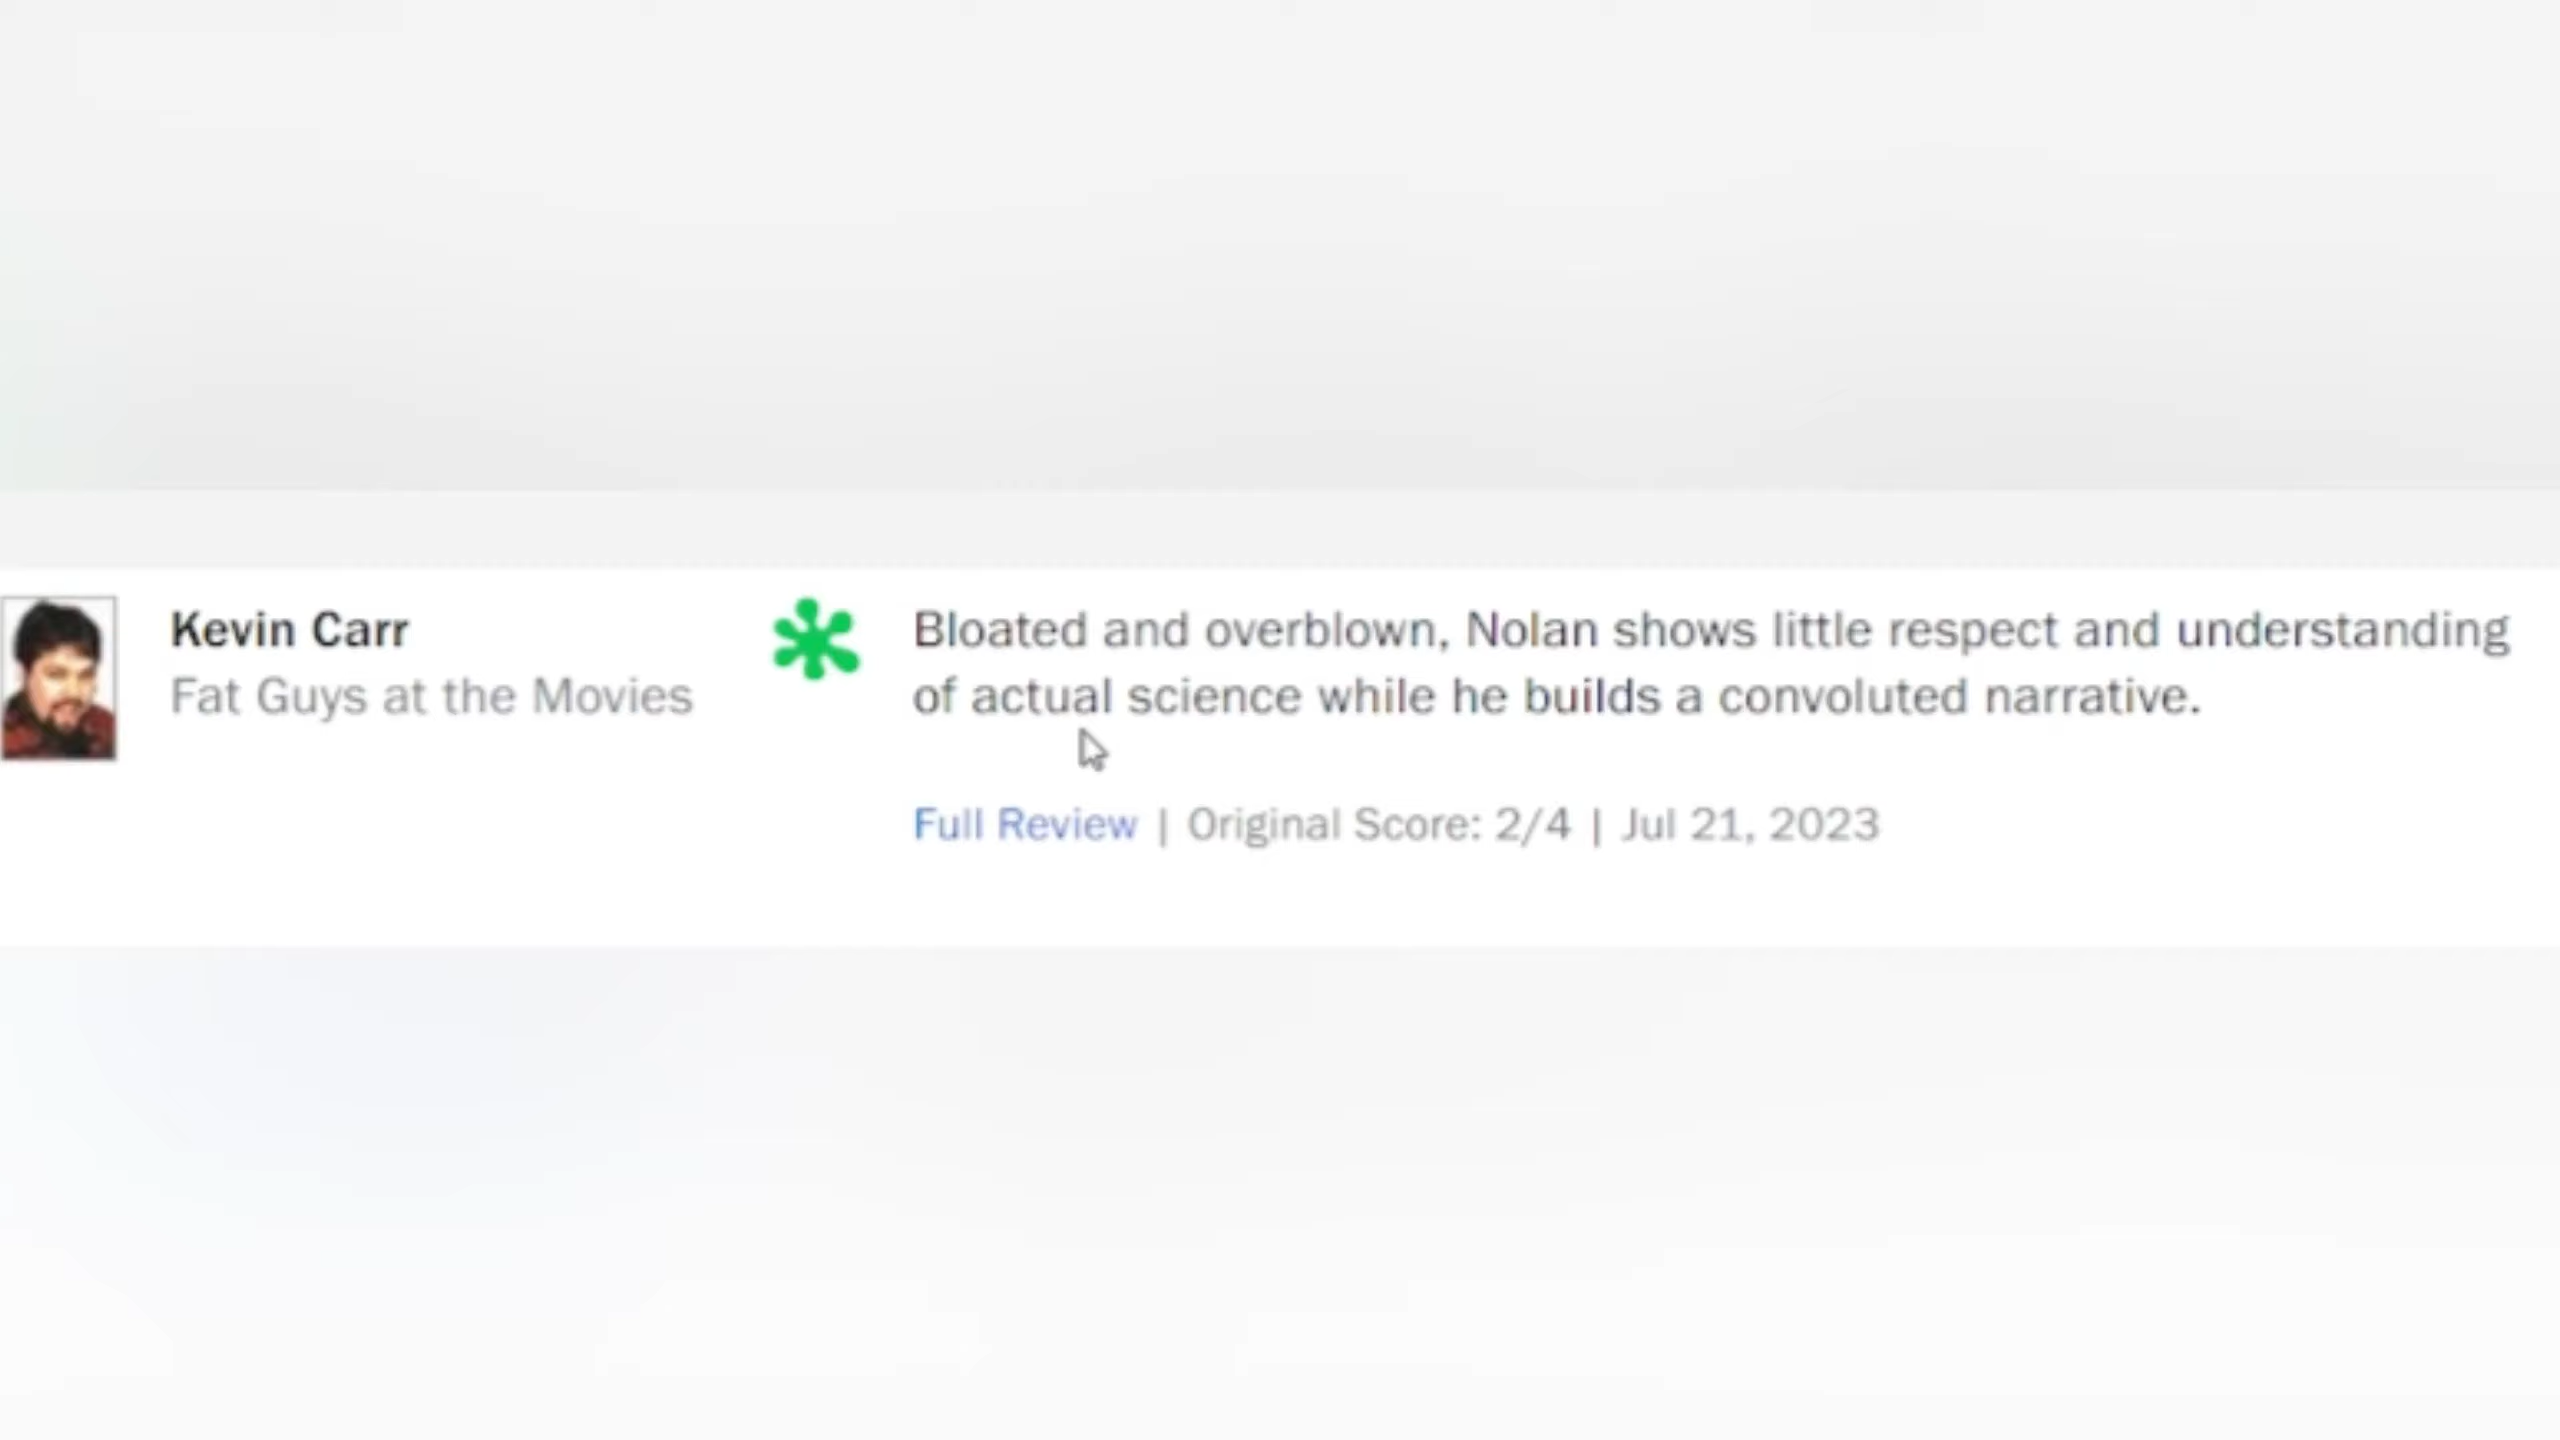 Kevin Carr
Fat Guys at the Movies
Bloated and overblown, Nolan shows little respect and understanding
of actual science while he builds a convoluted narrative.
Full Review | Original Score: 2/4 | Jul 21, 2023